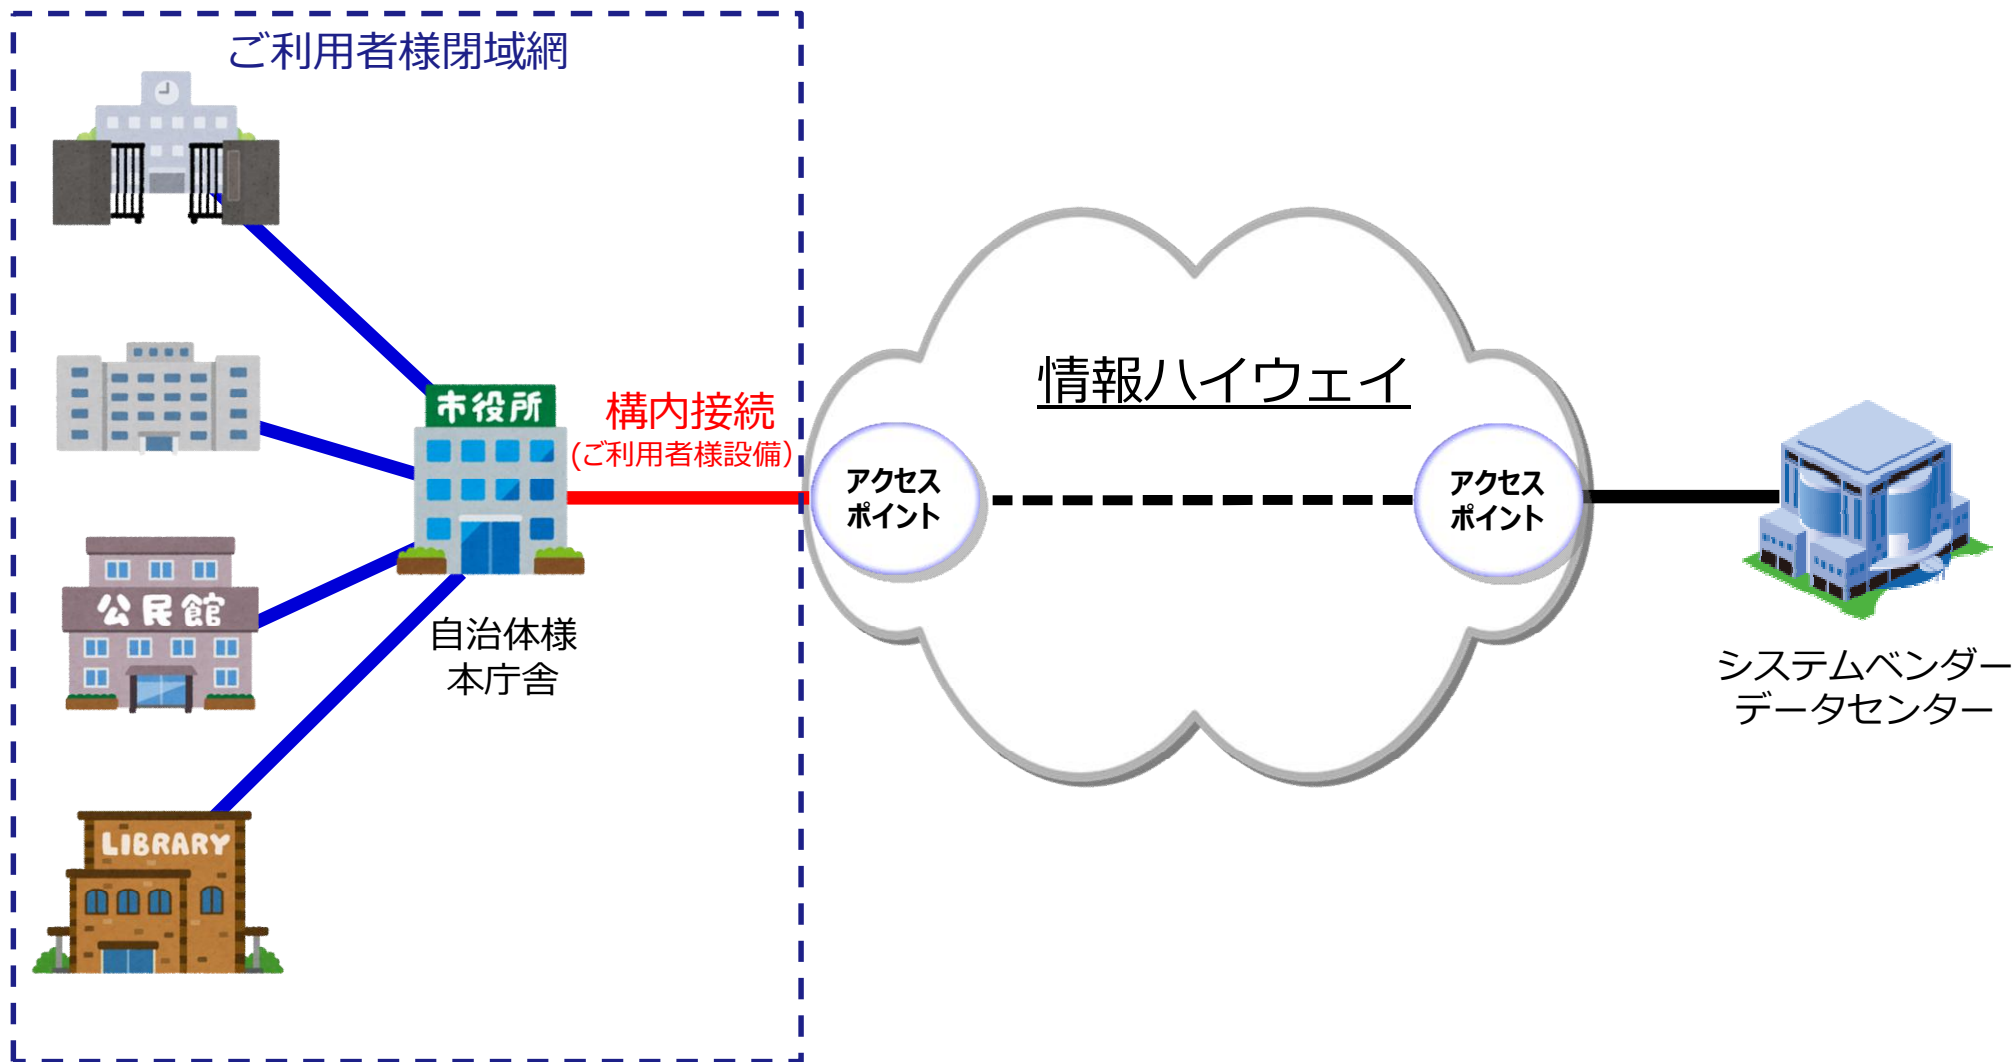 ご利用者様閉域網
市役所
構内接続
(ご利用者様設備）
情報ハイウェイ
アクセス
ポイント
アクセス
ポイント
公民館
自治体様
本庁舎
システムベンダー
データセンター
LIBRARY